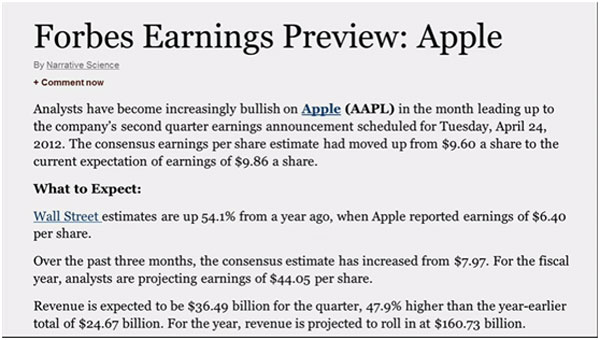 Forbes Earnings Preview: Apple
By Narrative Science
+ Comment now
Analysts have become increasingly bullish on Apple (AAPL) in the month leading up to
the company's second quarter earnings announcement scheduled for Tuesday, April 24,
2012. The consensus earnings per share estimate had moved up from $9.60 a share to the
current expectation of earnings of $9.86 a share.
What to Expect:
Wall Street estimates are up 54.1% from a year ago, when Apple reported earnings of $6.40
per share.
Over the past three months, the consensus estimate has increased from $7.97. For the fiscal
year, analysts are projecting earnings of $44.05 per share.
Revenue is expected to be $36.49 billion for the quarter, 47.9% higher than the year-earlier
total of $24.67 billion. For the year, revenue is projected to roll in at $160.73 billion.